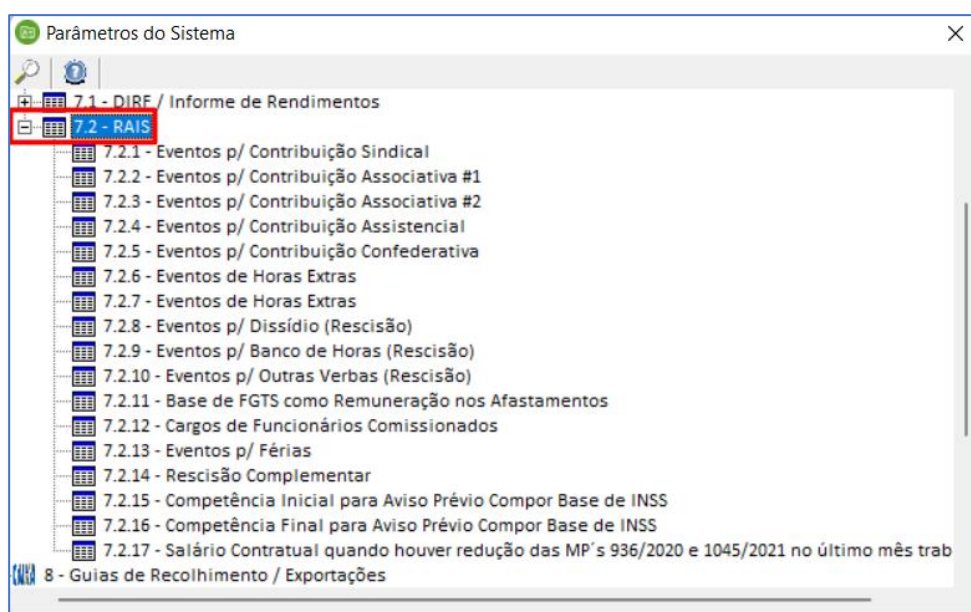 Parâmetros do Sistema
7.1 - DIRF / Informe de Rendimentos
7.2 - RAIS
7.2.1 - Eventos p/ Contribuição Sindical
7.2.2 - Eventos p/ Contribuição Associativa #1
7.2.3 - Eventos p/ Contribuição Associativa #2
7.2.4 - Eventos p/ Contribuição Assistencial
7.2.5 - Eventos p/ Contribuição Confederativa
7.2.6 - Eventos de Horas Extras
7.2.7 - Eventos de Horas Extras
7.2.8 - Eventos p/ Dissídio (Rescisão)
7.2.9 - Eventos p/ Banco de Horas (Rescisão)
7.2.10 - Eventos p/ Outras Verbas (Rescisão)
7.2.11 - Base de FGTS como Remuneração nos Afastamentos
7.2.12 - Cargos de Funcionários Comissionados
7.2.13 - Eventos p/ Férias
7.2.14 - Rescisão Complementar
7.2.15 - Competência Inicial para Aviso Prévio Compor Base de INSS
7.2.16 - Competência Final para Aviso Prévio Compor Base de INSS
7.2.17 - Salário Contratual quando houver redução das MP´s 936/2020 e 1045/2021 no último mês trab
8 - Guias de Recolhimento / Exportações